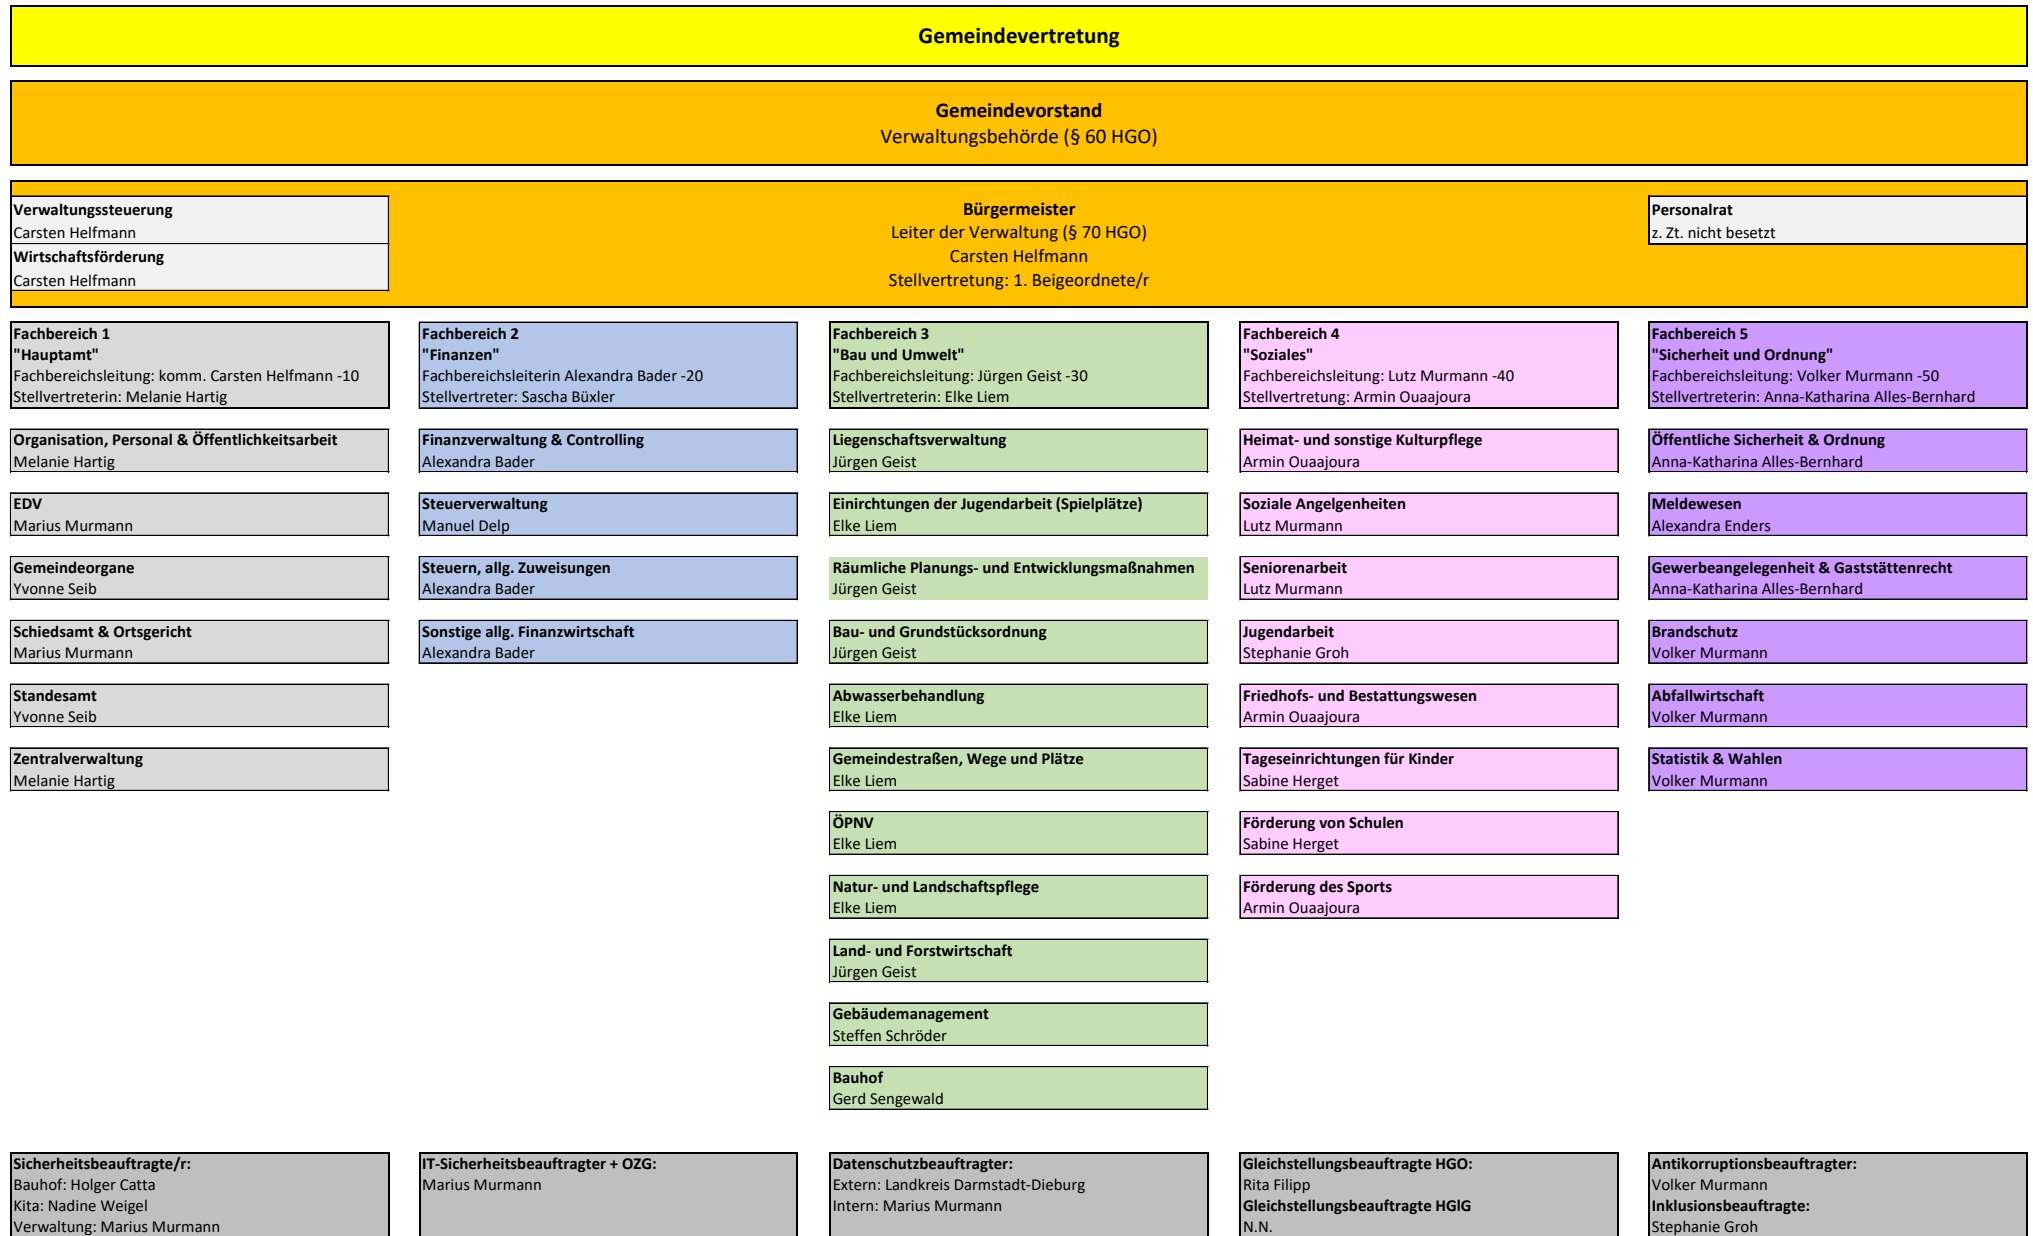 Gemeindevertretung
Gemeindevorstand
Verwaltungsbehörde (§ 60 HGO)
Verwaltungssteuerung
Carsten Helfmann
Wirtschaftsförderung
Carsten Helfmann
Bürgermeister
Leiter der Verwaltung (§ 70 HGO)
Carsten Helfmann
Stellvertretung: 1. Beigeordnete/r
Personalrat
z. Zt. nicht besetzt
Fachbereich 1
"Hauptamt"
Fachbereichsleitung: komm. Carsten Helfmann -10
Stellvertreterin: Melanie Hartig
Organisation, Personal & Öffentlichkeitsarbeit
Melanie Hartig
EDV
Marius Murmann
Gemeindeorgane
Yvonne Seib
Schiedsamt & Ortsgericht
Marius Murmann
Standesamt
Yvonne Seib
Zentralverwaltung
Melanie Hartig
Fachbereich 2
"Finanzen"
Fachbereichsleiterin Alexandra Bader -20
Stellvertreter: Sascha Büxler
Finanzverwaltung & Controlling
Alexandra Bader
Steuerverwaltung
Manuel Delp
Steuern, allg. Zuweisungen
Alexandra Bader
Sonstige allg. Finanzwirtschaft
Alexandra Bader
Fachbereich 3
"Bau und Umwelt"
Fachbereichsleitung: Jürgen Geist -30
Stellvertreterin: Elke Liem
Liegenschaftsverwaltung
Jürgen Geist
Einirchtungen der Jugendarbeit (Spielplätze)
Elke Liem
Räumliche Planungs- und Entwicklungsmaßnahmen
Jürgen Geist
Bau- und Grundstücksordnung
Jürgen Geist
Abwasserbehandlung
Elke Liem
Gemeindestraßen, Wege und Plätze
Elke Liem
ÖPNV
Elke Liem
Natur- und Landschaftspflege
Elke Liem
Land- und Forstwirtschaft
Jürgen Geist
Gebäudemanagement
Steffen Schröder
Bauhof
Gerd Sengewald
Fachbereich 4
"Soziales"
Fachbereichsleitung: Lutz Murmann -40
Stellvertretung: Armin Ouaajoura
Heimat- und sonstige Kulturpflege
Armin Ouaajoura
Soziale Angelgenheiten
Lutz Murmann
Seniorenarbeit
Lutz Murmann
Jugendarbeit
Stephanie Groh
Friedhofs- und Bestattungswesen
Armin Ouaajoura
Tageseinrichtungen für Kinder
Sabine Herget
Förderung von Schulen
Sabine Herget
Förderung des Sports
Armin Ouaajoura
Fachbereich 5
"Sicherheit und Ordnung"
Fachbereichsleitung: Volker Murmann -50
Stellvertreterin: Anna-Katharina Alles-Bernhard
Öffentliche Sicherheit & Ordnung
Anna-Katharina Alles-Bernhard
Meldewesen
Alexandra Enders
Gewerbeangelegenheit & Gaststättenrecht
Anna-Katharina Alles-Bernhard
Brandschutz
Volker Murmann
Abfallwirtschaft
Volker Murmann
Statistik & Wahlen
Volker Murmann
Sicherheitsbeauftragte/r:
Bauhof: Holger Catta
Kita: Nadine Weigel
Verwaltung: Marius Murmann
IT-Sicherheitsbeauftragter + OZG:
Marius Murmann
Datenschutzbeauftragter:
Extern: Landkreis Darmstadt-Dieburg
Intern: Marius Murmann
Gleichstellungsbeauftragte HGO:
Rita Filipp
Gleichstellungsbeauftragte HGlG
N.N.
Antikorruptionsbeauftragter:
Volker Murmann
Inklusionsbeauftragte:
Stephanie Groh